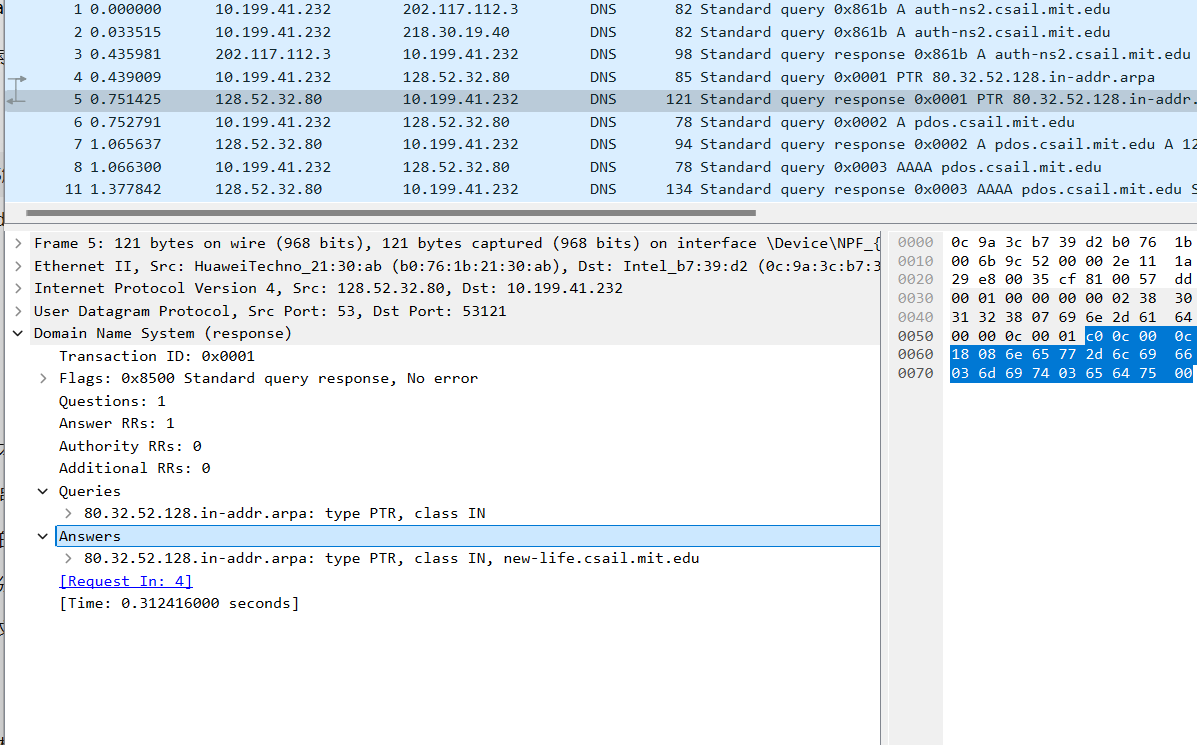 1 0.000000 10.199.41.232 202.117.112.3 DNS 82 Standard query 0x861b A auth-ns2.csail.mit.edu
2 0.033515 10.199.41.232 218.30.19.40 DNS 82 Standard query 0x861b A auth-ns2.csail.mit.edu
3 0.435981 202.117.112.3 10.199.41.232 DNS 98 Standard query response 0x861b A auth-ns2.csail.mit.edu
4 0.439009 10.199.41.232 128.52.32.80 DNS 85 Standard query 0x0001 PTR 80.32.52.128.in-addr.arpa
5 0.751425 128.52.32.80 10.199.41.232 DNS 121 Standard query response 0x0001 PTR 80.32.52.128.in-addr.
6 0.752791 10.199.41.232 128.52.32.80 DNS 78 Standard query 0x0002 A pdos.csail.mit.edu
7 1.065637 128.52.32.80 10.199.41.232 DNS 94 Standard query response 0x0002 A pdos.csail.mit.edu A 12
8 1.066300 10.199.41.232 128.52.32.80 DNS 78 Standard query 0x0003 AAAA pdos.csail.mit.edu
11 1.377842 128.52.32.80 10.199.41.232 DNS 134 Standard query response 0x0003 AAAA pdos.csail.mit.edu S
Frame 5: 121 bytes on wire (968 bits), 121 bytes captured (968 bits) on interface \Device\NPF_{
Ethernet II, Src: HuaweiTechno_21:30:ab (b0:76:1b:21:30:ab), Dst: Intel_b7:39:d2 (0c:9a:3c:b7:3
Internet Protocol Version 4, Src: 128.52.32.80, Dst: 10.199.41.232
User Datagram Protocol, Src Port: 53, Dst Port: 53121
Domain Name System (response)
Transaction ID: 0x0001
Flags: 0x8500 Standard query response, No error
Questions: 1
Answer RRs: 1
Authority RRs: 0
Additional RRs: 0
Queries
80.32.52.128.in-addr.arpa: type PTR, class IN
Answers
80.32.52.128.in-addr.arpa: type PTR, class IN, new-life.csail.mit.edu
[Request In: 4]
[Time: 0.312416000 seconds]
0000 0c 9a 3c b7 39 d2 b0 76 1b
0010 00 6b 9c 52 00 00 2e 11 1a
0020 29 e8 00 35 cf 81 00 57 dd
0030 00 01 00 00 00 00 02 38 30
0040 31 32 38 07 69 6e 2d 61 64
0050 00 00 0c 00 01 c0 0c 00 0c
0060 18 08 6e 65 77 2d 6c 69 66
0070 03 6d 69 74 03 65 64 75 00